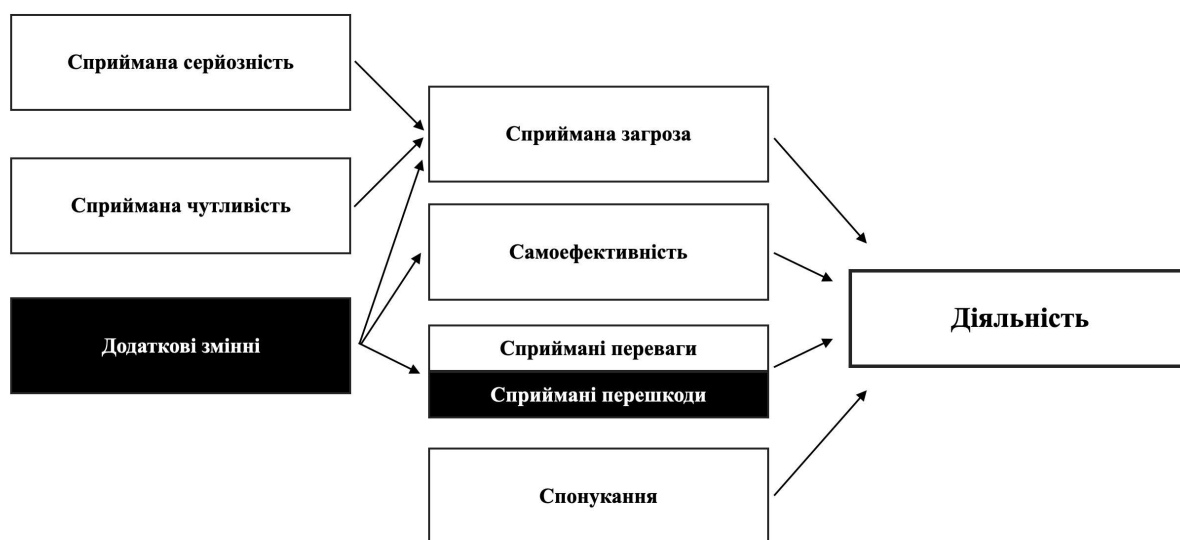 Сприймана серйозність
Сприймана чутливість
Додаткові змінні
Сприймана загроза
Самоефективність
Сприймані переваги
Сприймані перешкоди
Спонукання
Діяльність